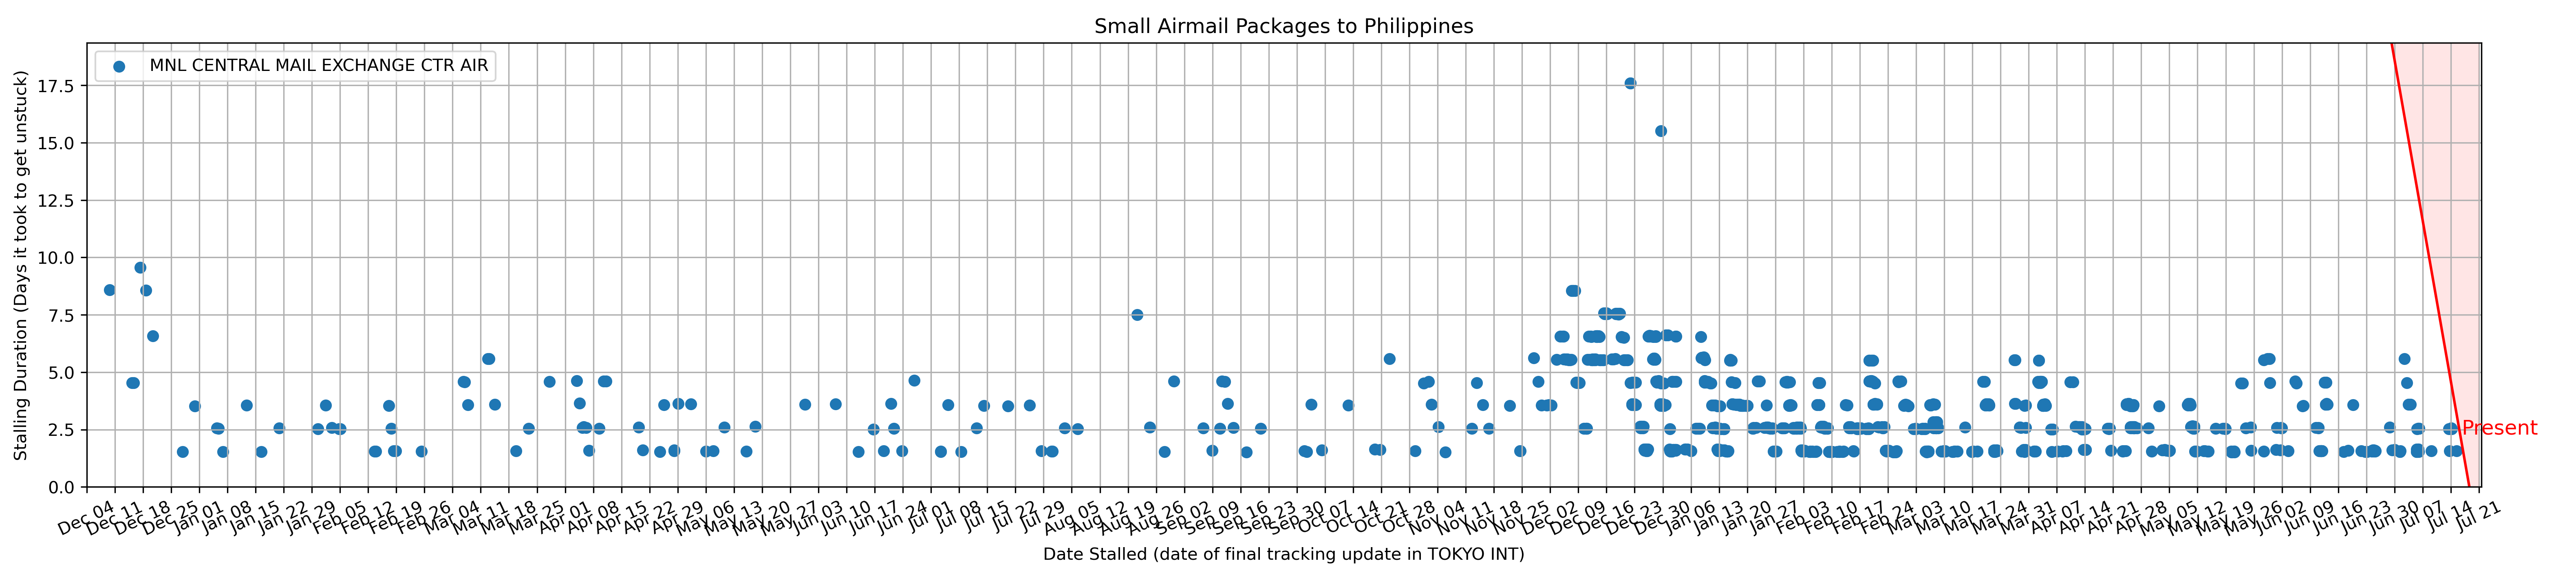 Small Airmail Packages to Philippines
MNL CENTRAL MAIL EXCHANGE CTR AIR
Stalling Duration (Days it took to get unstuck)
17.5
15.0
12.5
10.0
7.5
5.0
2.5
0.0
Present
Dec 04 Dec 11 Dec 18 Dec 25 Jan 01 Jan 08 Jan 15 Jan 22 Jan 29 Feb 05 Feb 12 Feb 19 Feb 26 Mar 04 Mar 11 Mar 18 Mar 25 Apr 01 Apr 08 Apr 15 Apr 22 Apr 29 May 06 May 13 May 20 May 27 Jun 03 Jun 10 Jun 17 Jun 24 Jul 01 Jul 08 Jul 15 Jul 22 Jul 29 Aug 05 Aug 12 Aug 19 Aug 26 Sep 02 Sep 09 Sep 16 Sep 23 Sep 30 Oct 07 Oct 14 Oct 21 Oct 28 Nov 04 Nov 11 Nov 18 Nov 25 Dec 02 Dec 09 Dec 16 Dec 23 Dec 30 Jan 06 Jan 13 Jan 20 Jan 27 Feb 03 Feb 10 Feb 17 Feb 24 Mar 03 Mar 10 Mar 17 Mar 24 Mar 31 Apr 07 Apr 14 Apr 21 Apr 28 May 05 May 12 May 19 May 26 Jun 02 Jun 09 Jun 16 Jun 23 Jun 30 Jul 07 Jul 14 Jul 21
Date Stalled (date of final tracking update in TOKYO INT)